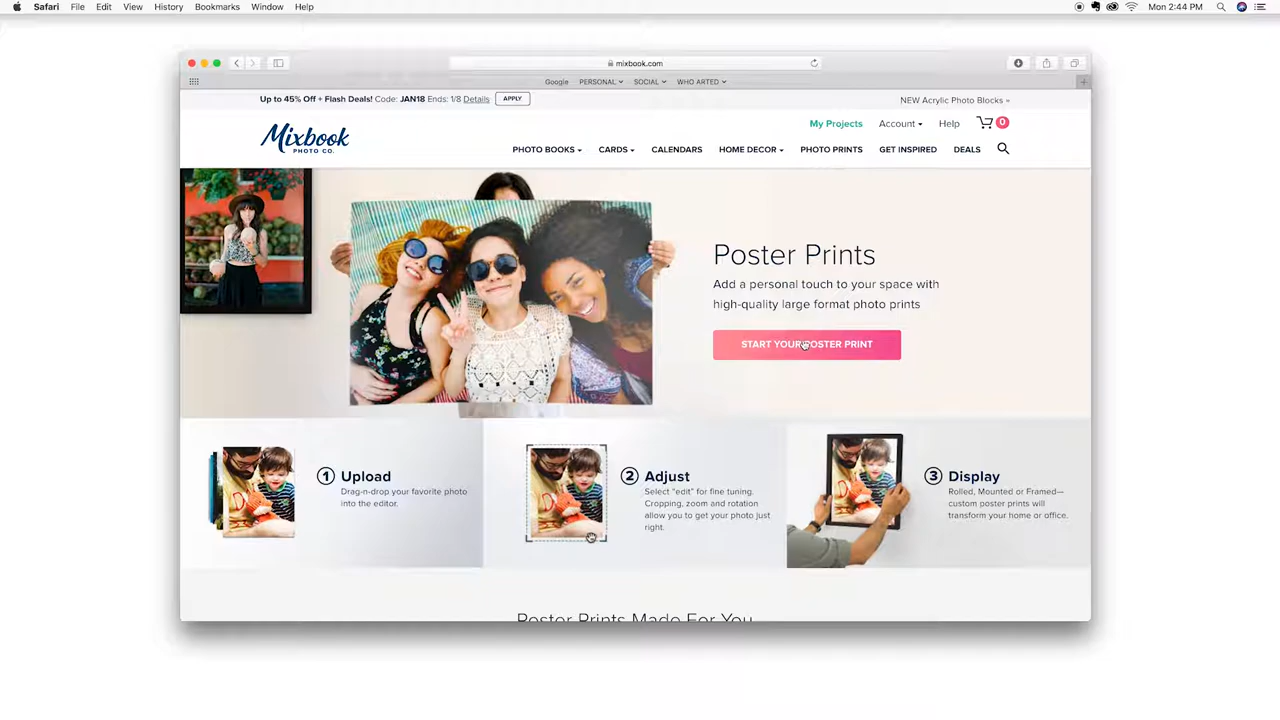 Safari File Edit View History Bookmarks Window Help Mon 2:44 PM
mixbook.com
Google PERSONAL SOCIAL WHO ARTED
Up to 45% Off + Flash Deals! Code: JAN18 Ends: 1/8 Details APPLY NEW Acrylic Photo Blocks »
My Projects Account Help 0
Mixbook
PHOTO CO.
PHOTO BOOKS CARDS CALENDARS HOME DECOR PHOTO PRINTS GET INSPIRED DEALS
Poster Prints
Add a personal touch to your space with
high-quality large format photo prints
START YOUR POSTER PRINT
1 Upload
Drag-n-drop your favorite photo
into the editor.
2 Adjust
Select "edit" for fine tuning.
Cropping, zoom and rotation
allow you to get your photo just
right.
3 Display
Rolled, Mounted or Framed—
custom poster prints will
transform your home or office.
Poster Prints Made For You